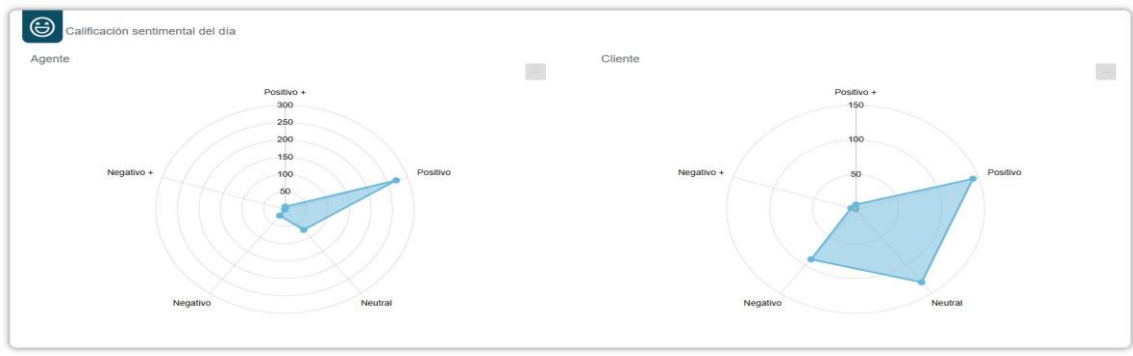 Calificación sentimental del día
Agente
Positivo +
300
250
200
150
100
50
Positivo
Neutral
Negativo
Negativo +
Cliente
Positivo +
150
100
50
0
Positivo
Neutral
Negativo
Negativo +